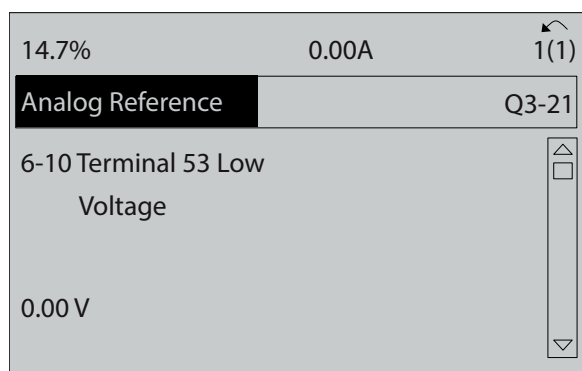 14.7% 0.00A 1(1)
Analog Reference Q3-21
6-10 Terminal 53 Low
Voltage
0.00 V